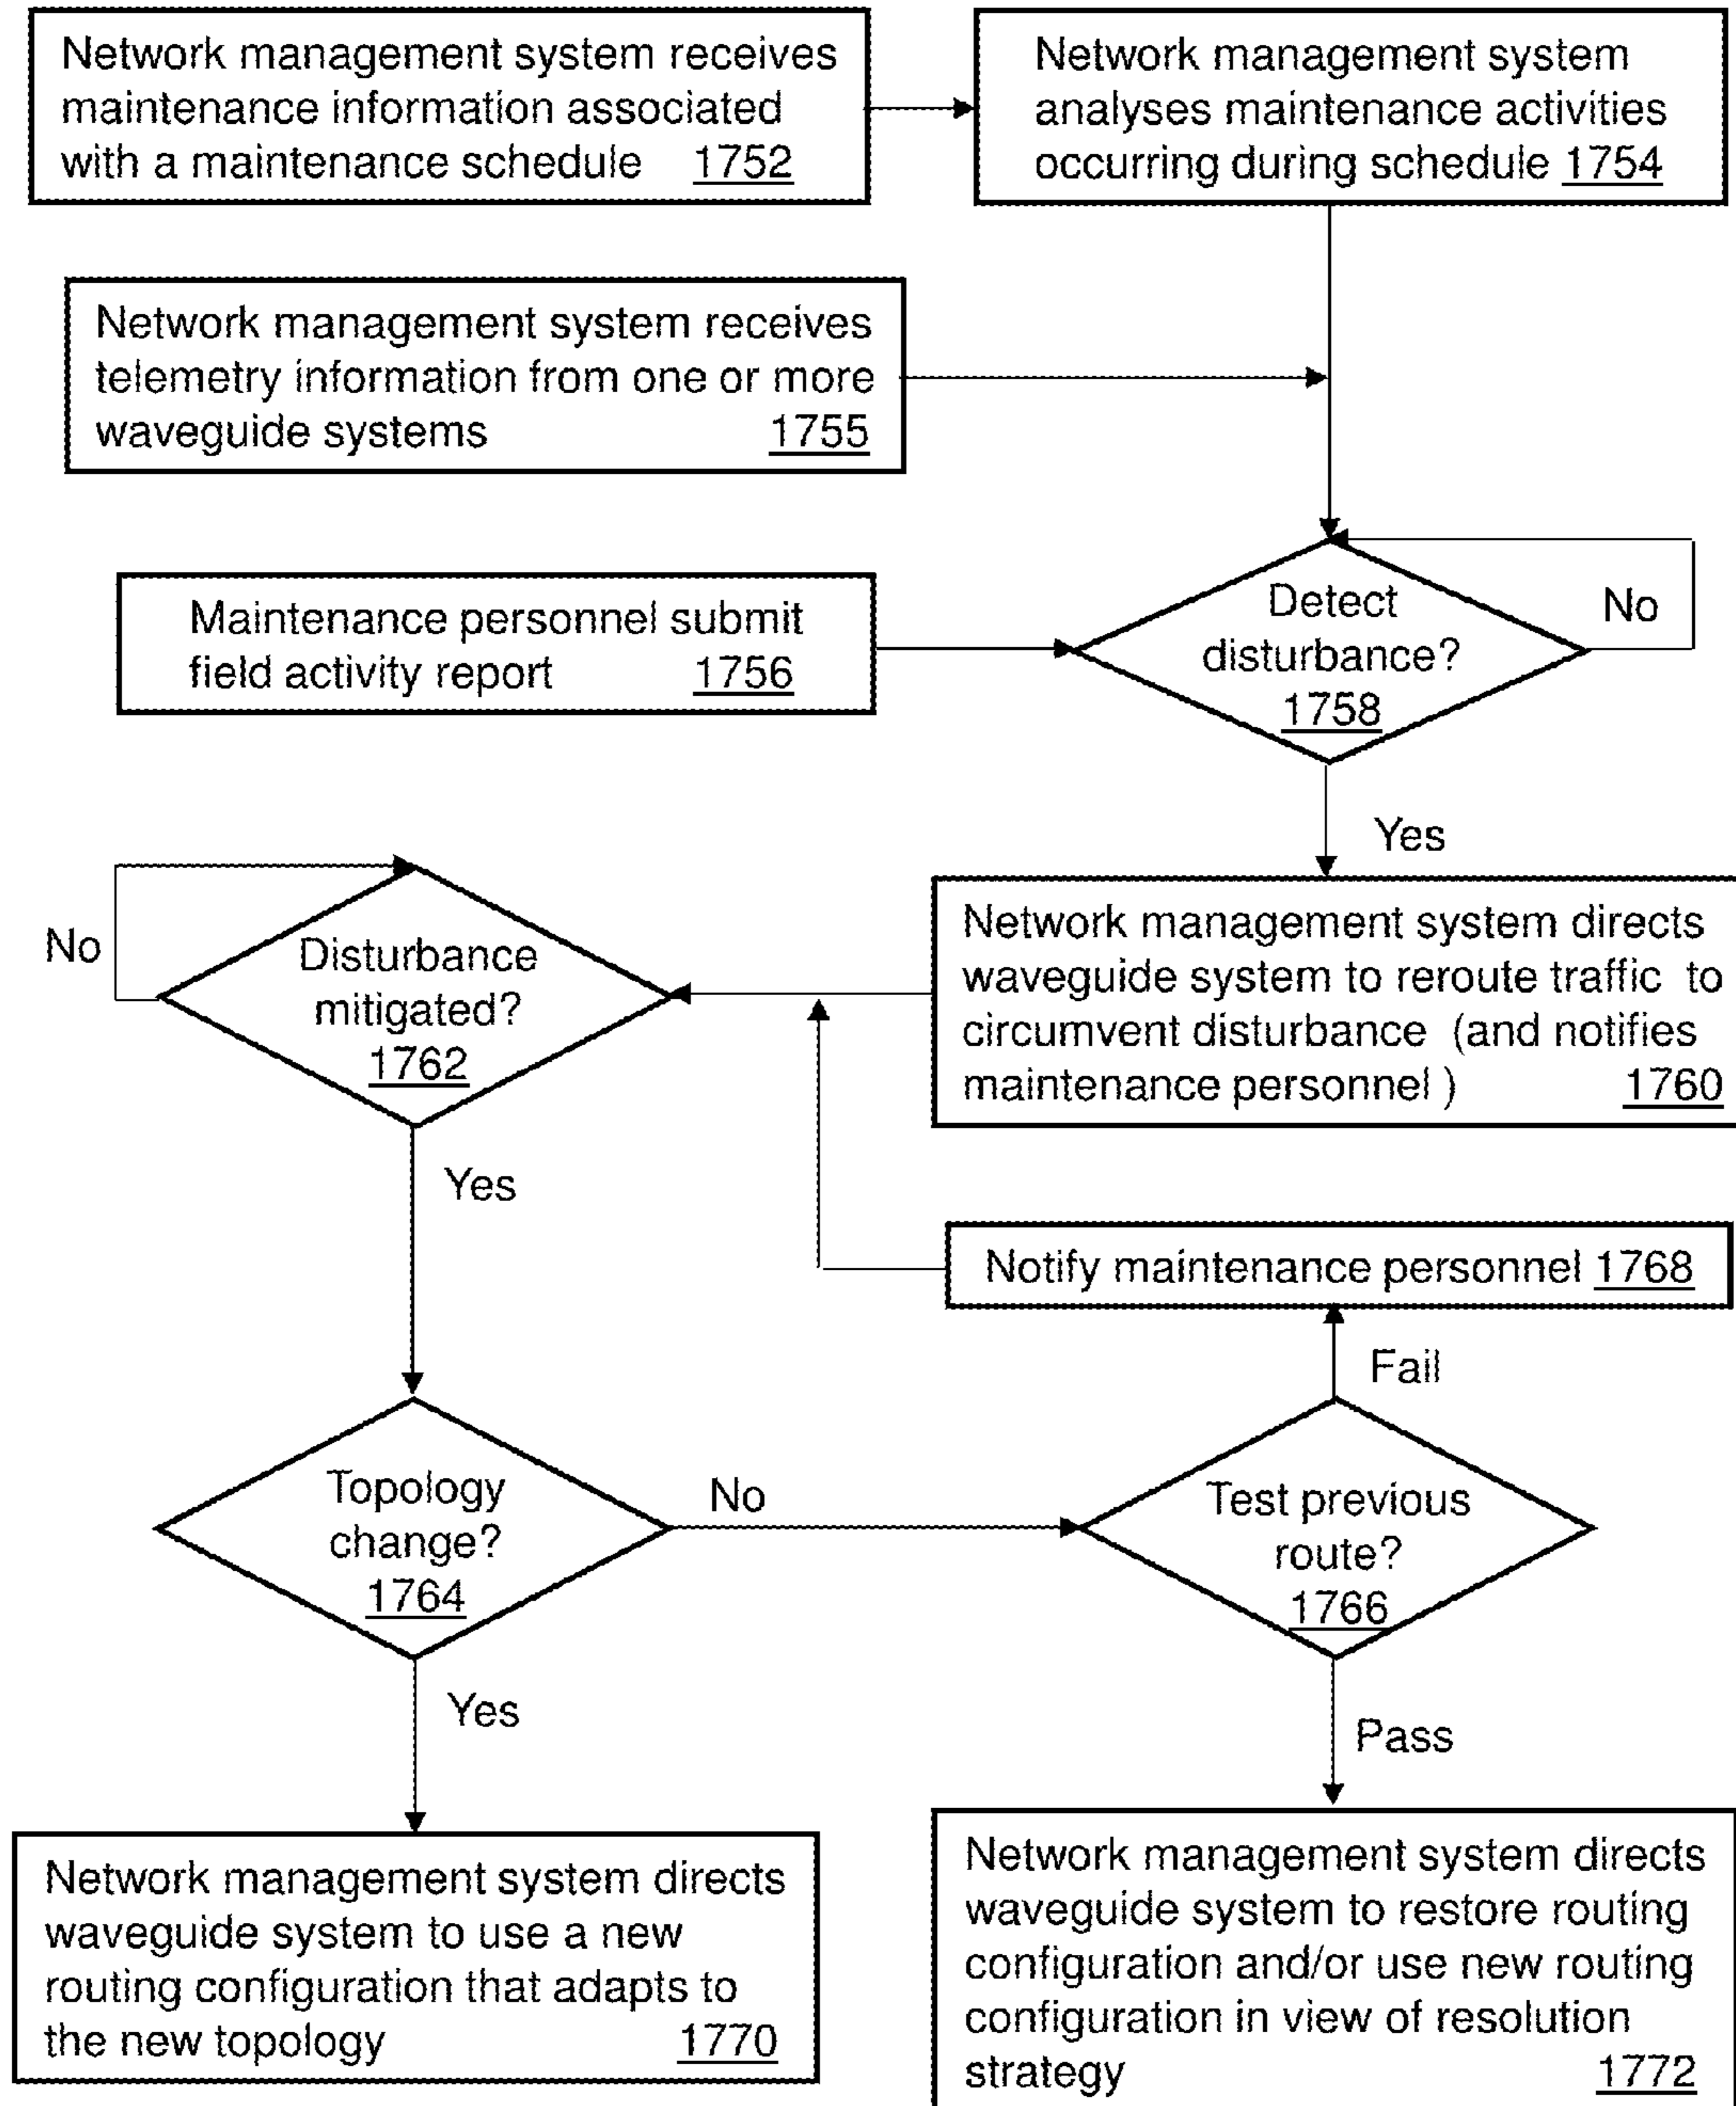 Network management system receives
maintenance information associated
with a maintenance schedule 1752
Network management system
analyses maintenance activities
occurring during schedule 1754
Network management system receives
telemetry information from one or more
waveguide systems 1755
Maintenance personnel submit
field activity report 1756
Detect
disturbance?
1758
No
Yes
Network management system directs
waveguide system to reroute traffic to
circumvent disturbance (and notifies
maintenance personnel ) 1760
No
Disturbance
mitigated?
1762
Yes
Notify maintenance personnel 1768
Fail
Topology
change?
1764
No
Test previous
route?
1766
Yes
Pass
Network management system directs
waveguide system to use a new
routing configuration that adapts to
the new topology 1770
Network management system directs
waveguide system to restore routing
configuration and/or use new routing
configuration in view of resolution
strategy 1772